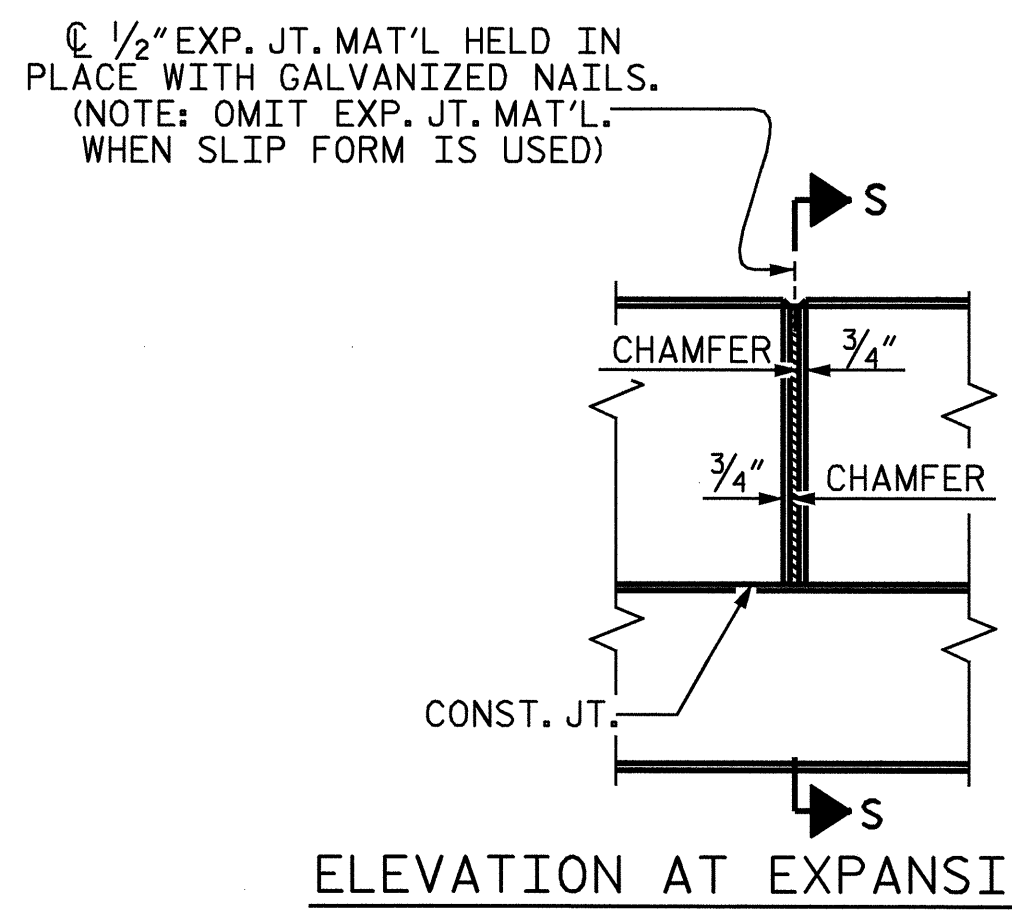 ℄ 1/2" EXP. JT. MAT'L HELD IN
PLACE WITH GALVANIZED NAILS.
(NOTE: OMIT EXP. JT. MAT'L.
WHEN SLIP FORM IS USED)
S
CHAMFER 3/4"
3/4" CHAMFER
CONST. JT.
S
ELEVATION AT EXPANSI